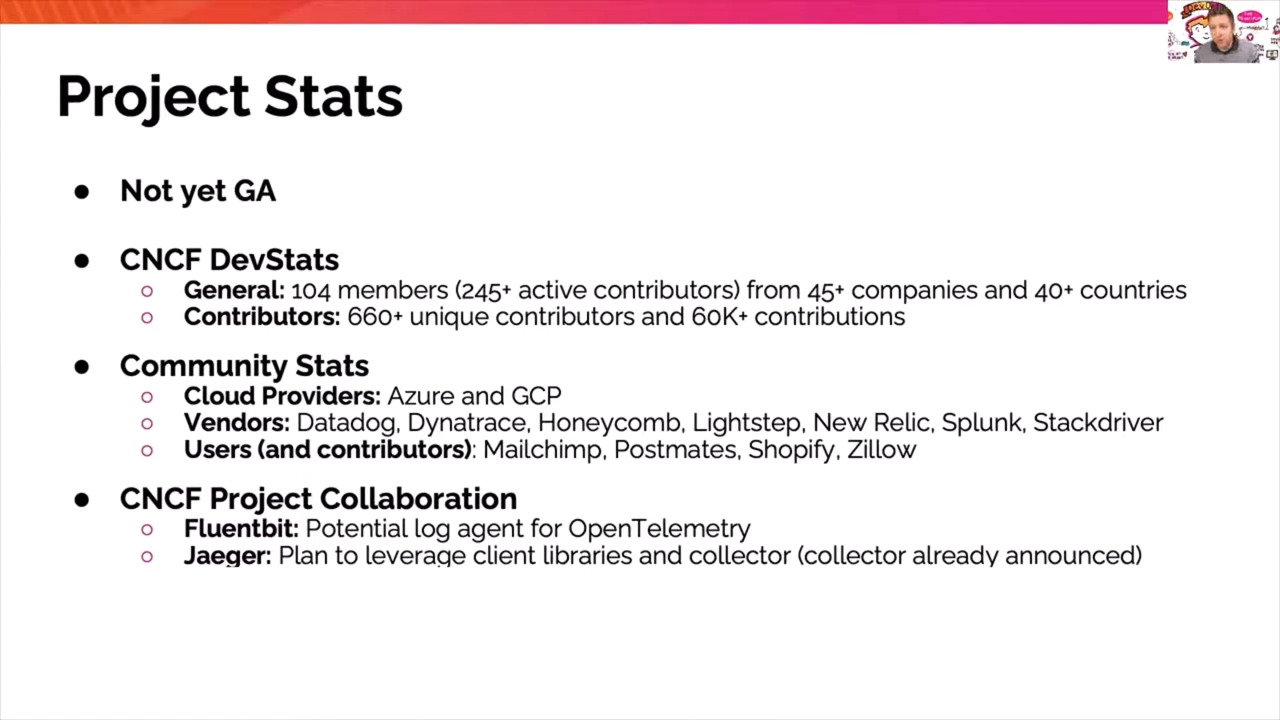 Project Stats
● Not yet GA
● CNCF DevStats
○ General: 104 members (245+ active contributors) from 45+ companies and 40+ countries
○ Contributors: 660+ unique contributors and 60K+ contributions
● Community Stats
○ Cloud Providers: Azure and GCP
○ Vendors: Datadog, Dynatrace, Honeycomb, Lightstep, New Relic, Splunk, Stackdriver
○ Users (and contributors): Mailchimp, Postmates, Shopify, Zillow
● CNCF Project Collaboration
○ Fluentbit: Potential log agent for OpenTelemetry
○ Jaeger: Plan to leverage client libraries and collector (collector already announced)